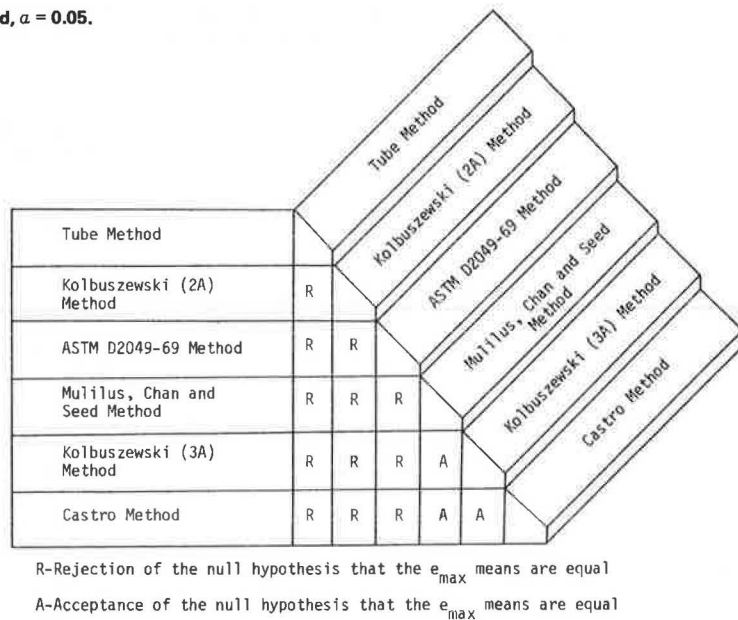 d, α = 0.05.
Tube Method
Kolbuszewski (2A) Method
ASTM D2049-69 Method
Mulilus, Chan and Seed
Method
Kolbuszewski (3A) Method
Castro Method
Tube Method
Kolbuszewski (2A)
Method
R
ASTM D2049-69 Method
R R
Mulilus, Chan and
Seed Method
R R R
Kolbuszewski (3A)
Method
R R R A
Castro Method
R R R A A
R-Rejection of the null hypothesis that the e_max means are equal
A-Acceptance of the null hypothesis that the e_max means are equal